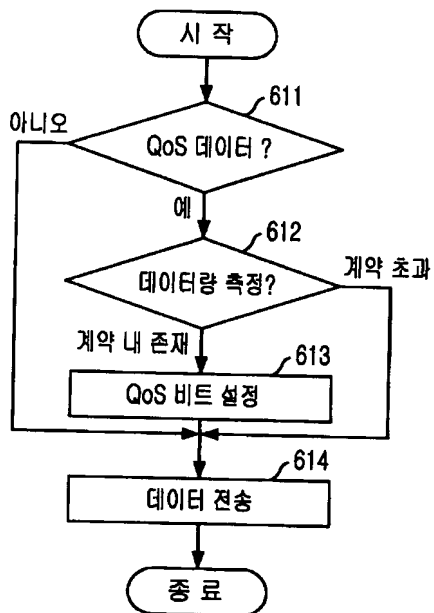 시 작
611
아니오
QoS 데이터 ?
예
612
계약 초과
데이터량 측정?
계약 내 존재
613
QoS 비트 설정
614
데이터 전송
종 료